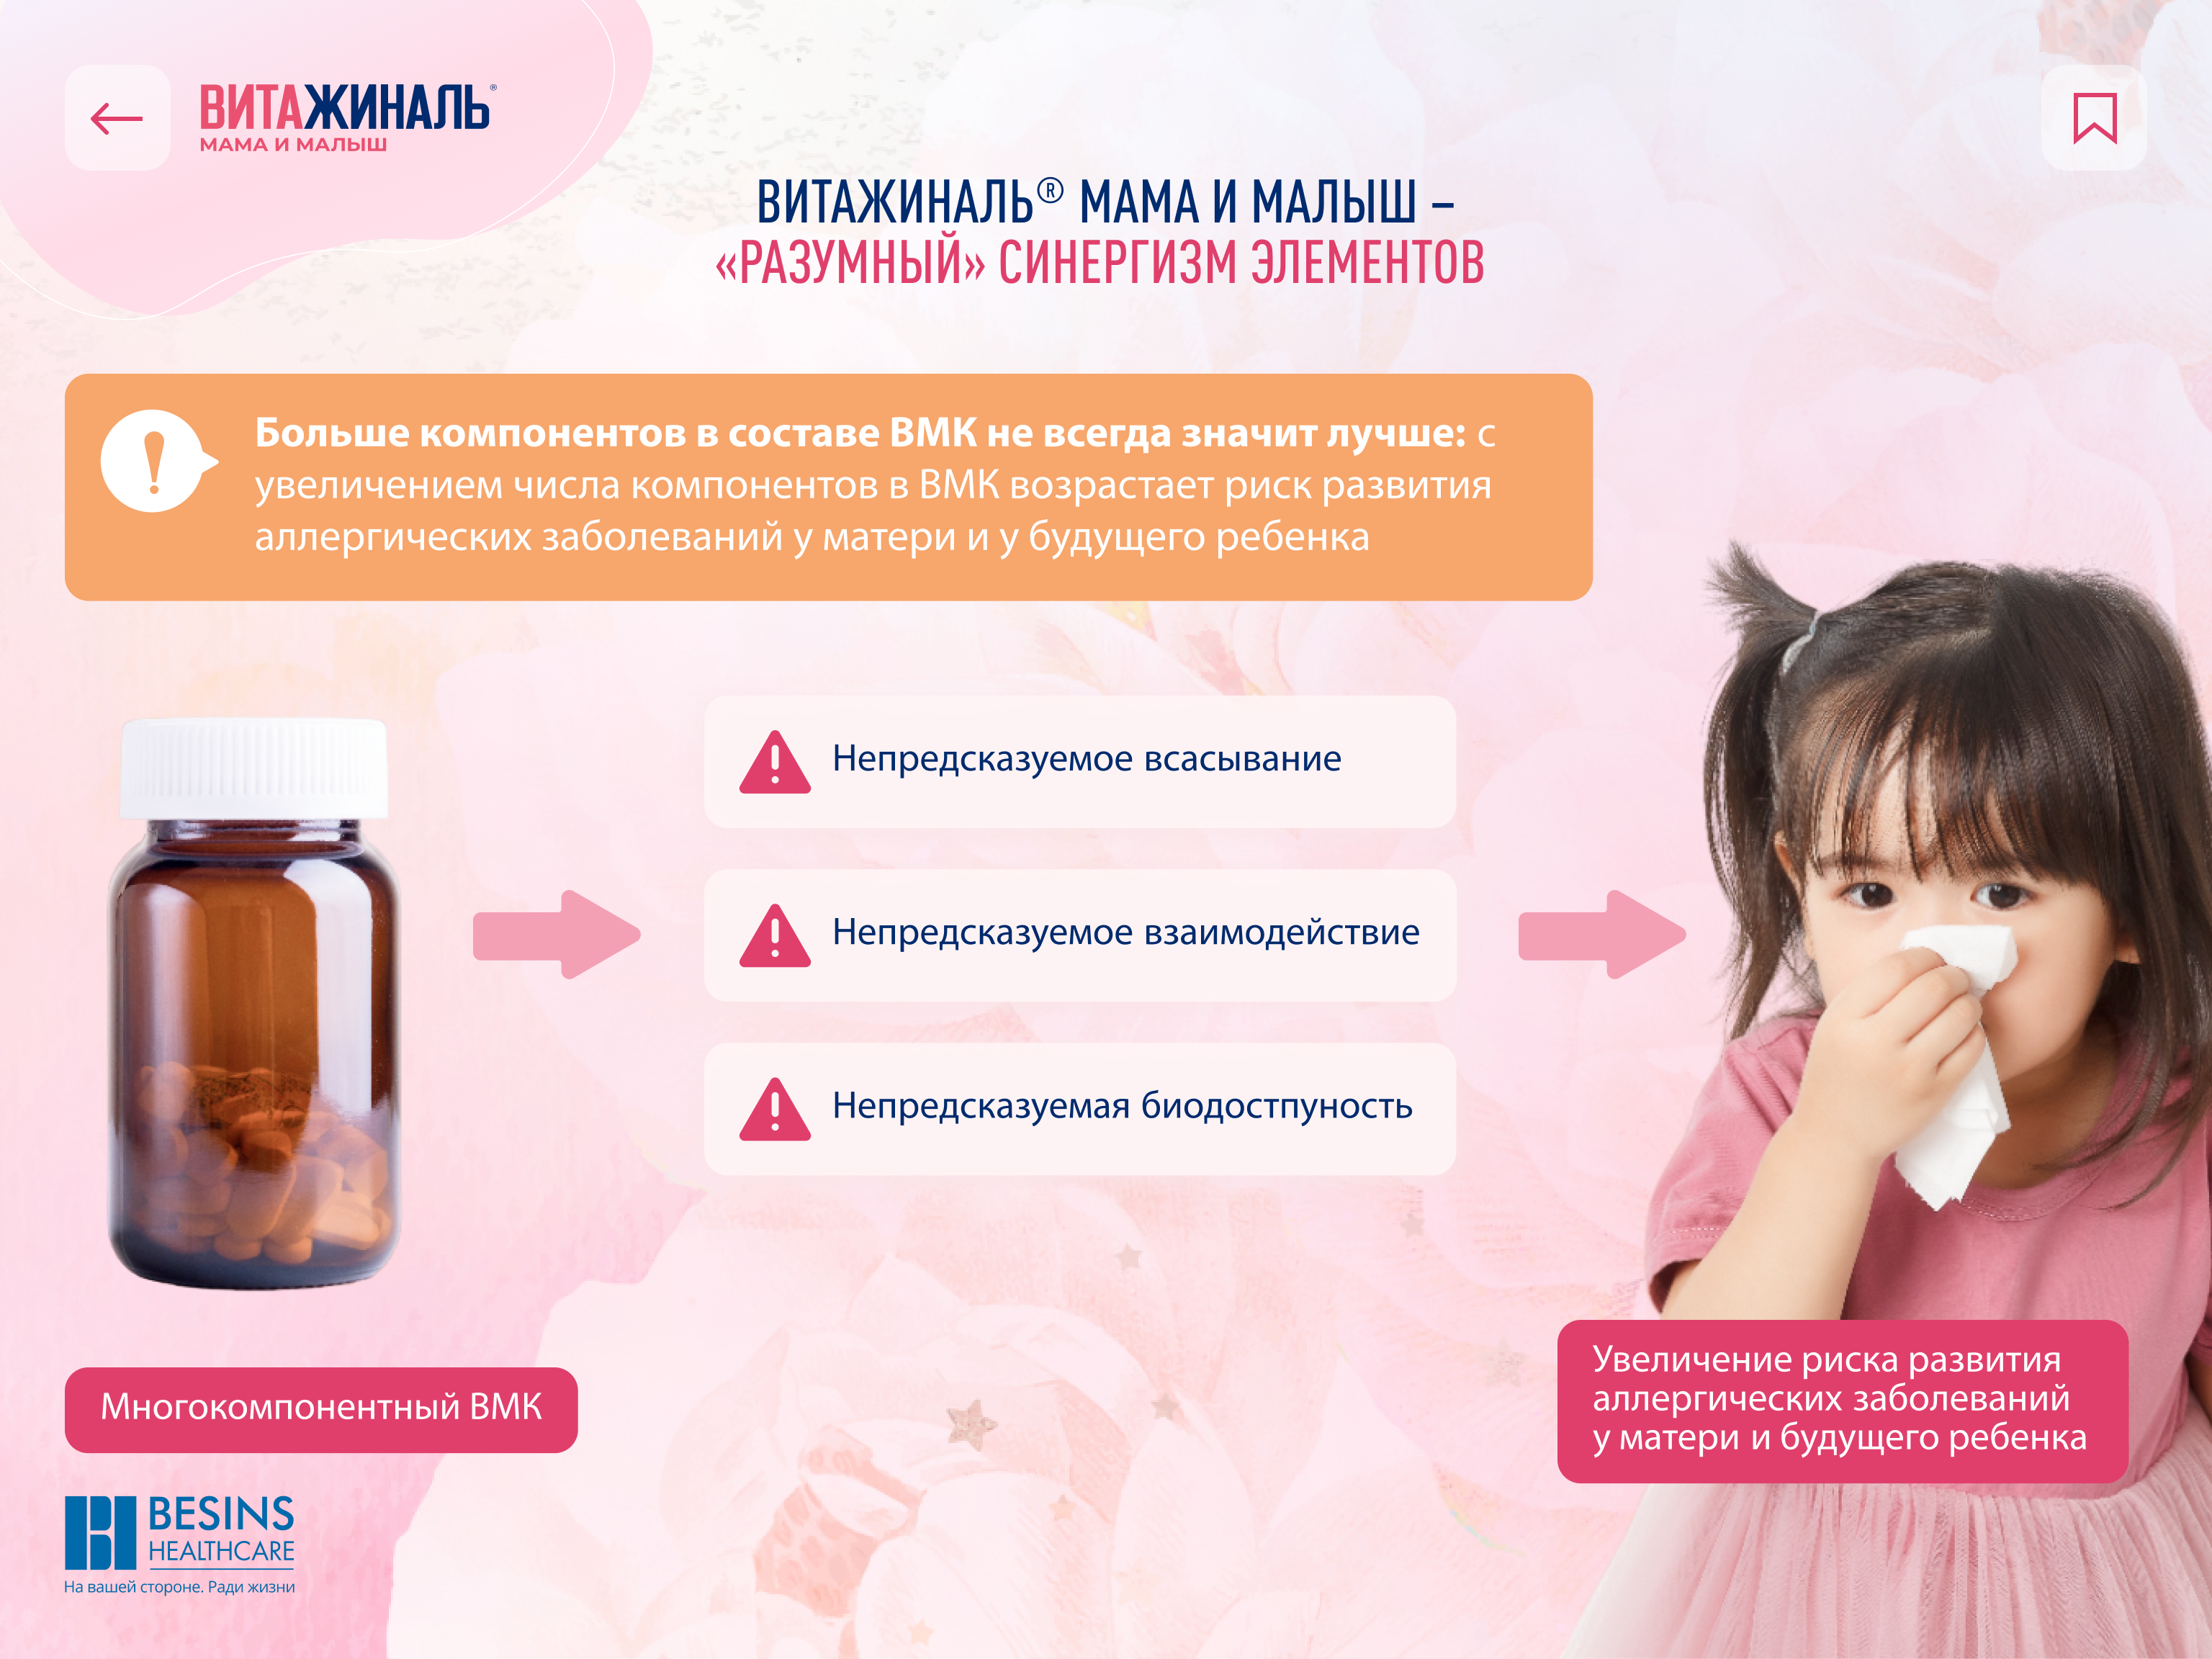 ВИТАЖИНАЛЬ®
МАМА И МАЛЫШ
ВИТАЖИНАЛЬ® МАМА И МАЛЫШ –
«РАЗУМНЫЙ» СИНЕРГИЗМ ЭЛЕМЕНТОВ
Больше компонентов в составе ВМК не всегда значит лучше: с
увеличением числа компонентов в ВМК возрастает риск развития
аллергических заболеваний у матери и у будущего ребенка
Непредсказуемое всасывание
Непредсказуемое взаимодействие
Непредсказуемая биодостпуность
Многокомпонентный ВМК
Увеличение риска развития
аллергических заболеваний
у матери и будущего ребенка
BESINS
HEALTHCARE
На вашей стороне. Ради жизни